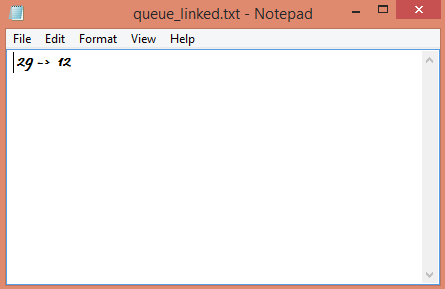 queue_linked.txt - Notepad
File Edit Format View Help
29 -> 12